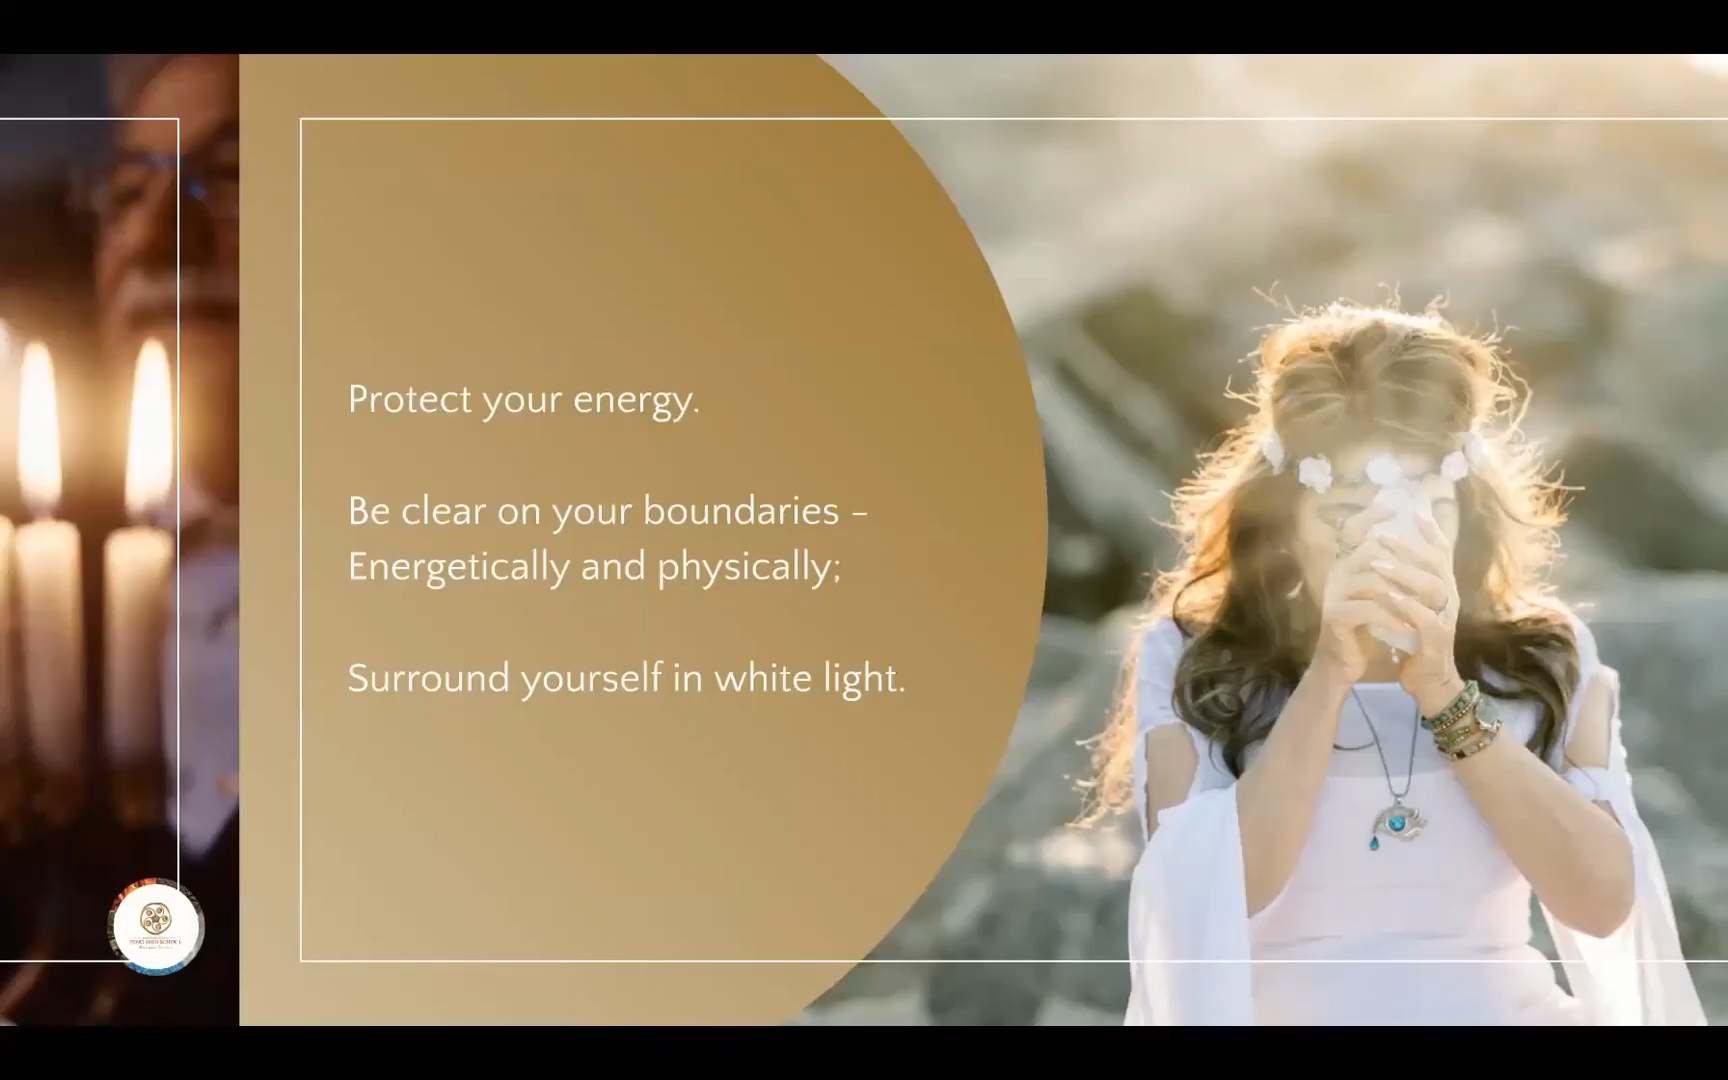 Protect your energy.
Be clear on your boundaries –
Energetically and physically;
Surround yourself in white light.